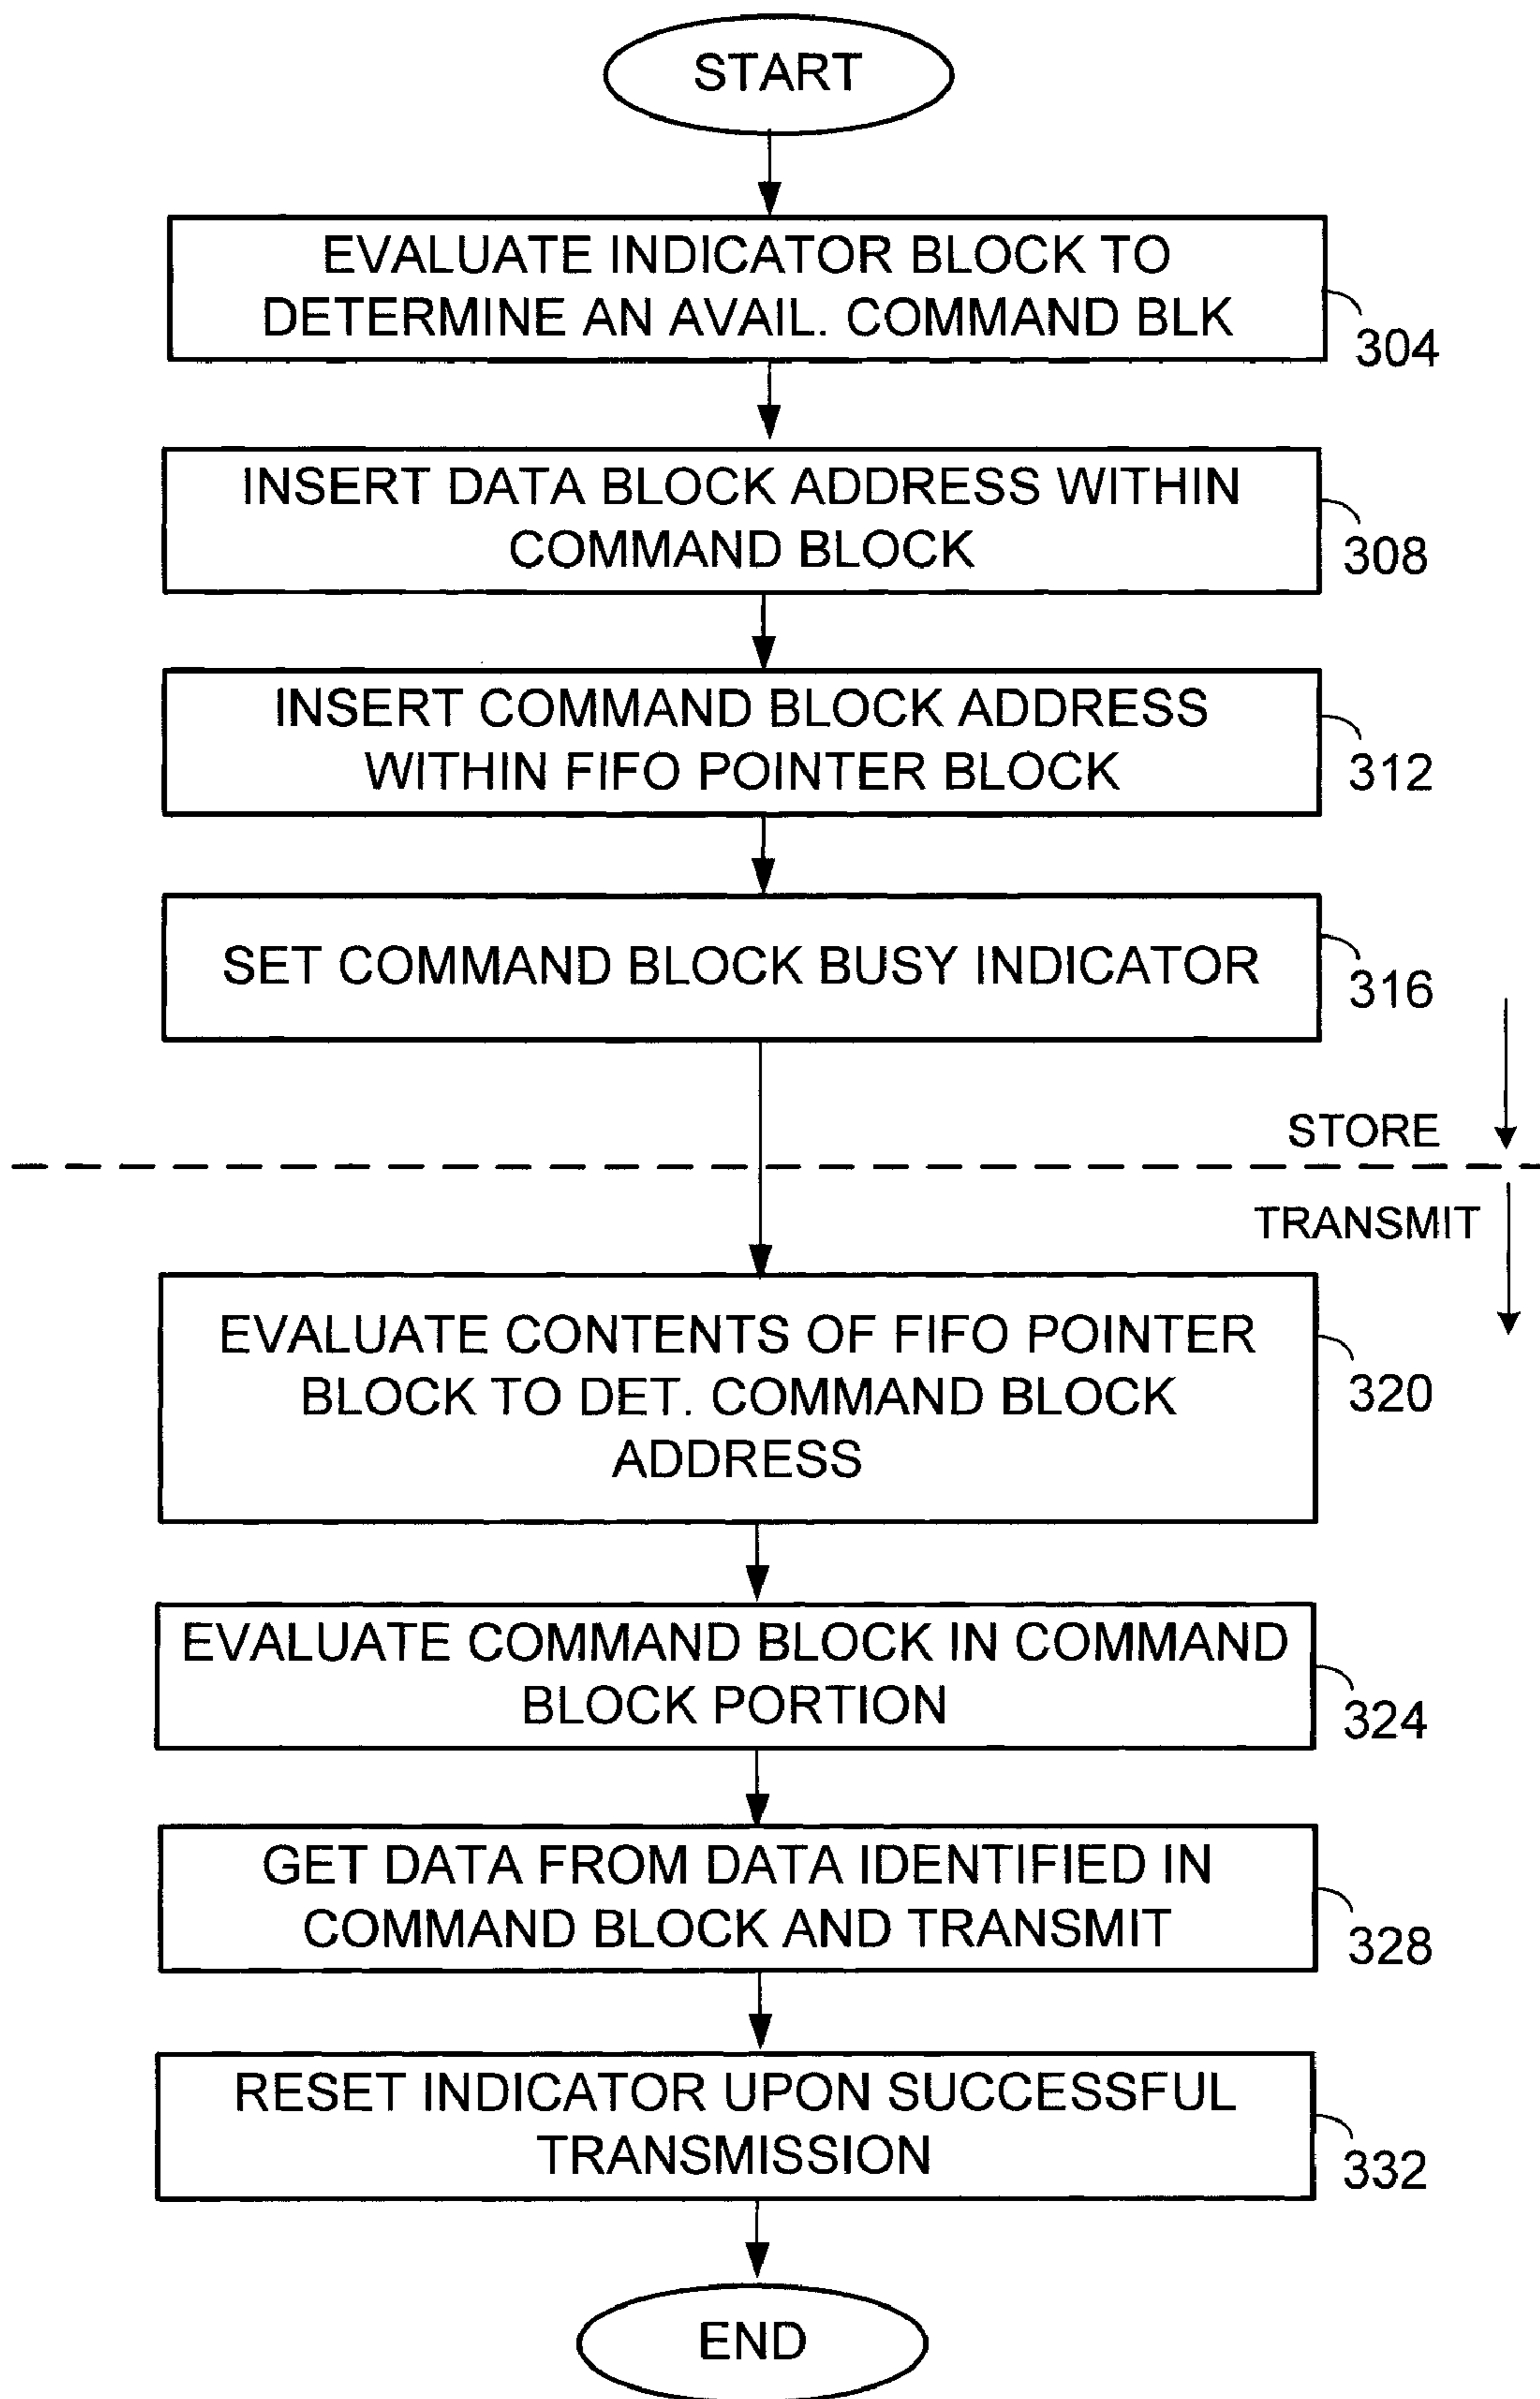 START
EVALUATE INDICATOR BLOCK TO
DETERMINE AN AVAIL. COMMAND BLK
304
INSERT DATA BLOCK ADDRESS WITHIN
COMMAND BLOCK
308
INSERT COMMAND BLOCK ADDRESS
WITHIN FIFO POINTER BLOCK
312
SET COMMAND BLOCK BUSY INDICATOR
316
STORE
TRANSMIT
EVALUATE CONTENTS OF FIFO POINTER
BLOCK TO DET. COMMAND BLOCK
ADDRESS
320
EVALUATE COMMAND BLOCK IN COMMAND
BLOCK PORTION
324
GET DATA FROM DATA IDENTIFIED IN
COMMAND BLOCK AND TRANSMIT
328
RESET INDICATOR UPON SUCCESSFUL
TRANSMISSION
332
END